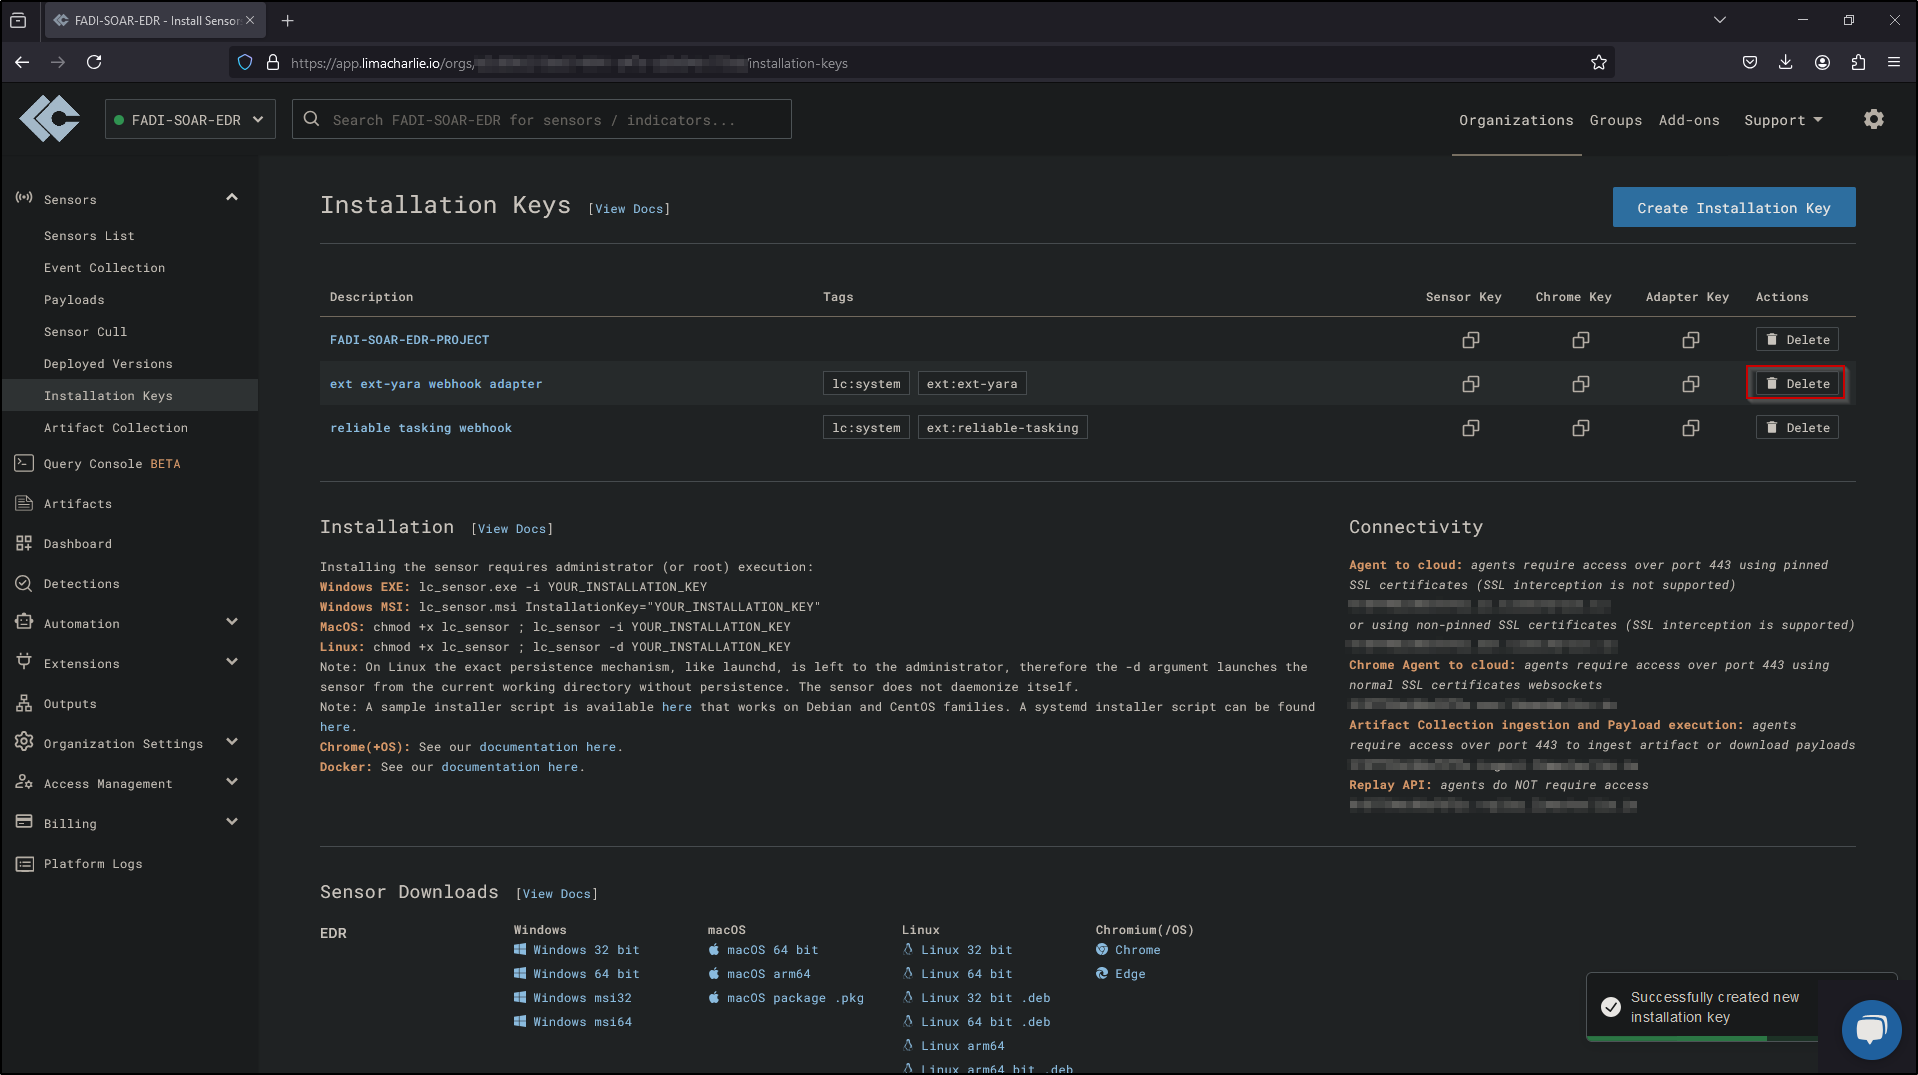 FADI-SOAR-EDR - Install Sensor
https://app.limacharlie.io/orgs/
/installation-keys
FADI-SOAR-EDR
Search FADI-SOAR-EDR for sensors / indicators...
Organizations
Groups
Add-ons
Support
Sensors
Sensors List
Event Collection
Payloads
Sensor Cull
Deployed Versions
Installation Keys
Artifact Collection
Query Console BETA
Artifacts
Dashboard
Detections
Automation
Extensions
Outputs
Organization Settings
Access Management
Billing
Platform Logs
Installation Keys [View Docs]
Create Installation Key
Description Tags Sensor Key Chrome Key Adapter Key Actions
FADI-SOAR-EDR-PROJECT Delete
ext ext-yara webhook adapter lc:system ext:ext-yara Delete
reliable tasking webhook lc:system ext:reliable-tasking Delete
Installation [View Docs]
Installing the sensor requires administrator (or root) execution:
Windows EXE: lc_sensor.exe -i YOUR_INSTALLATION_KEY
Windows MSI: lc_sensor.msi InstallationKey="YOUR_INSTALLATION_KEY"
MacOS: chmod +x lc_sensor ; lc_sensor -i YOUR_INSTALLATION_KEY
Linux: chmod +x lc_sensor ; lc_sensor -d YOUR_INSTALLATION_KEY
Note: On Linux the exact persistence mechanism, like launchd, is left to the administrator, therefore the -d argument launches the
sensor from the current working directory without persistence. The sensor does not daemonize itself.
Note: A sample installer script is available here that works on Debian and CentOS families. A systemd installer script can be found
here.
Chrome(+OS): See our documentation here.
Docker: See our documentation here.
Connectivity
Agent to cloud: agents require access over port 443 using pinned
SSL certificates (SSL interception is not supported)
or using non-pinned SSL certificates (SSL interception is supported)
Chrome Agent to cloud: agents require access over port 443 using
normal SSL certificates websockets
Artifact Collection ingestion and Payload execution: agents
require access over port 443 to ingest artifact or download payloads
Replay API: agents do NOT require access
Sensor Downloads [View Docs]
EDR
Windows
Windows 32 bit
Windows 64 bit
Windows msi32
Windows msi64
macOS
macOS 64 bit
macOS arm64
macOS package .pkg
Linux
Linux 32 bit
Linux 64 bit
Linux 32 bit .deb
Linux 64 bit .deb
Linux arm64
Linux arm64 bit .deb
Chromium(/OS)
Chrome
Edge
Successfully created new
installation key